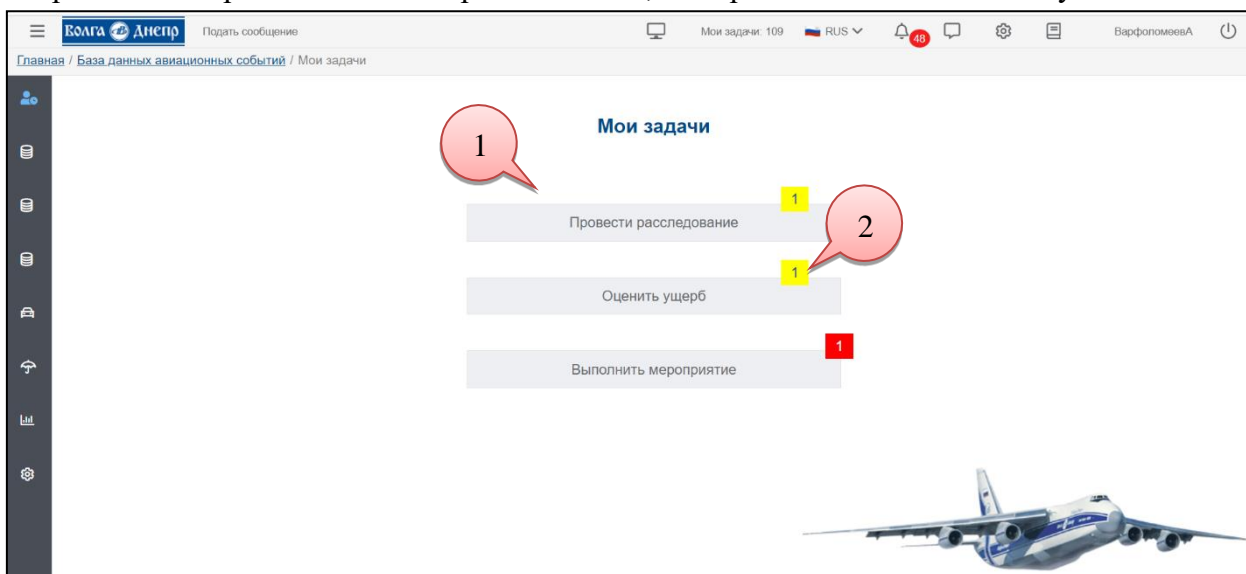 Волга Днепр Подать сообщение Мои задачи: 109 RUS 48 ВарфоломеевА
Главная / База данных авиационных событий / Мои задачи
Мои задачи
1
1
Провести расследование
2
1
Оценить ущерб
1
Выполнить мероприятие